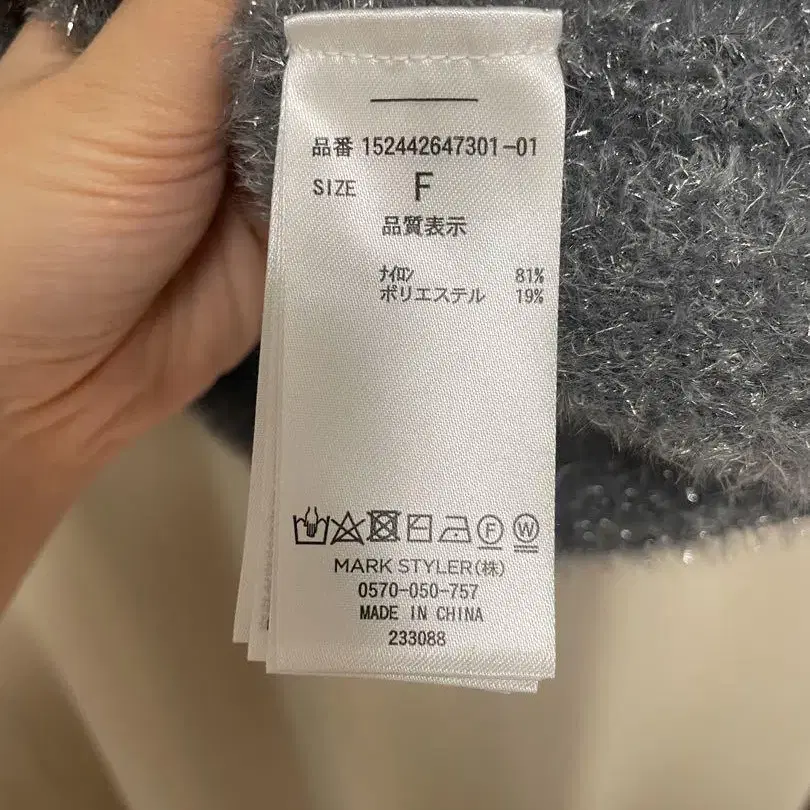 品番 152442647301-01
SIZE F
品質表示
ﾅｲﾛﾝ 81%
ポリエステル 19%
F W
MARK STYLER(株)
0570-050-757
MADE IN CHINA
233088